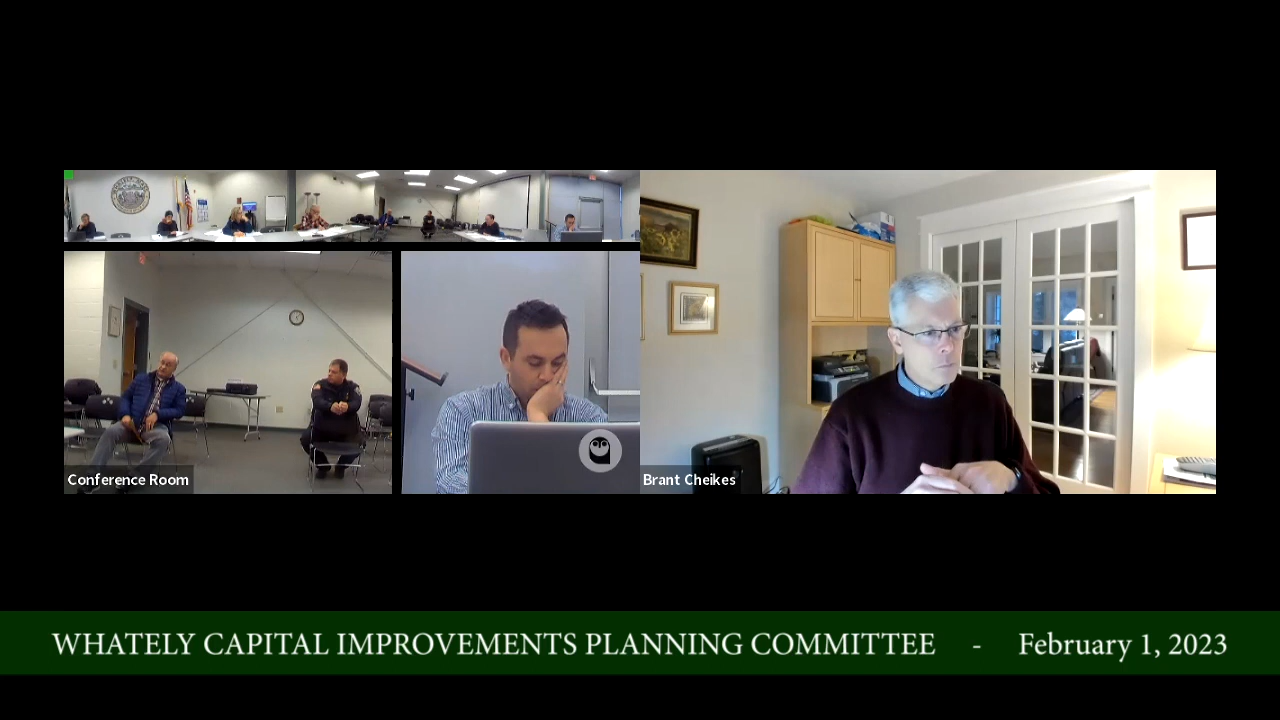 Conference Room
Brant Cheikes
WHATELY CAPITAL IMPROVEMENTS PLANNING COMMITTEE - February 1, 2023